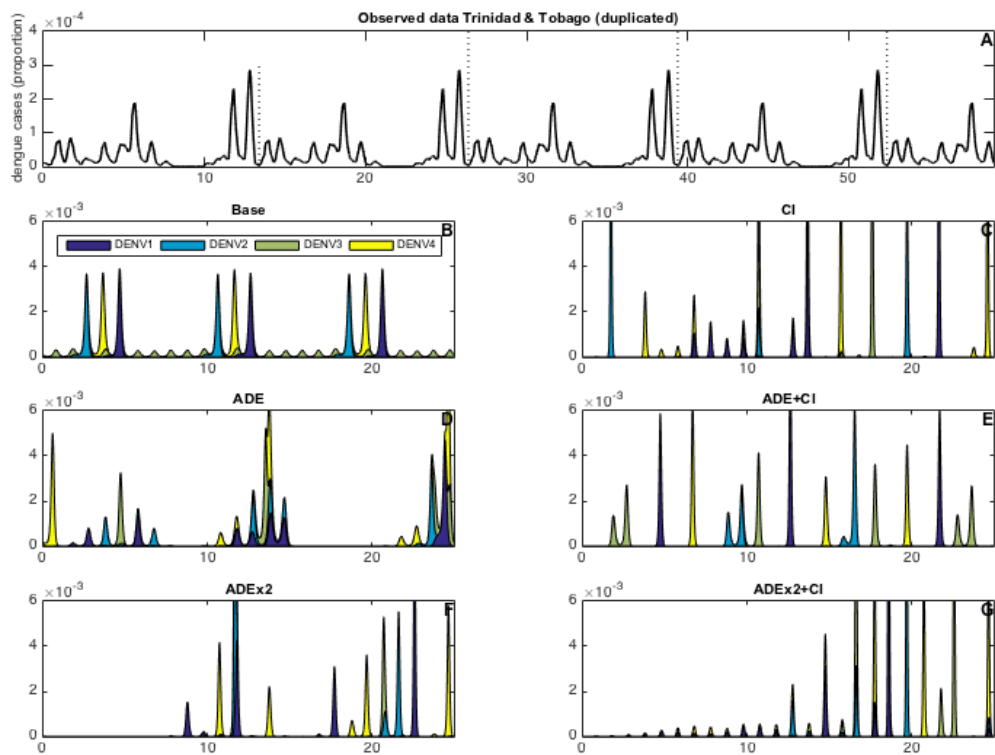 Observed data Trinidad & Tobago (duplicated)
×10⁻⁴
A
dengue cases (proportion)
4
3
2
1
0
0 10 20 30 40 50
Base
×10⁻³
B
DENV1 DENV2 DENV3 DENV4
6
4
2
0
0 10 20
CI
×10⁻³
C
6
4
2
0
0 10 20
ADE
×10⁻³
D
6
4
2
0
0 10 20
ADE+CI
×10⁻³
E
6
4
2
0
0 10 20
ADEx2
×10⁻³
F
6
4
2
0
0 10 20
ADEx2+CI
×10⁻³
G
6
4
2
0
0 10 20